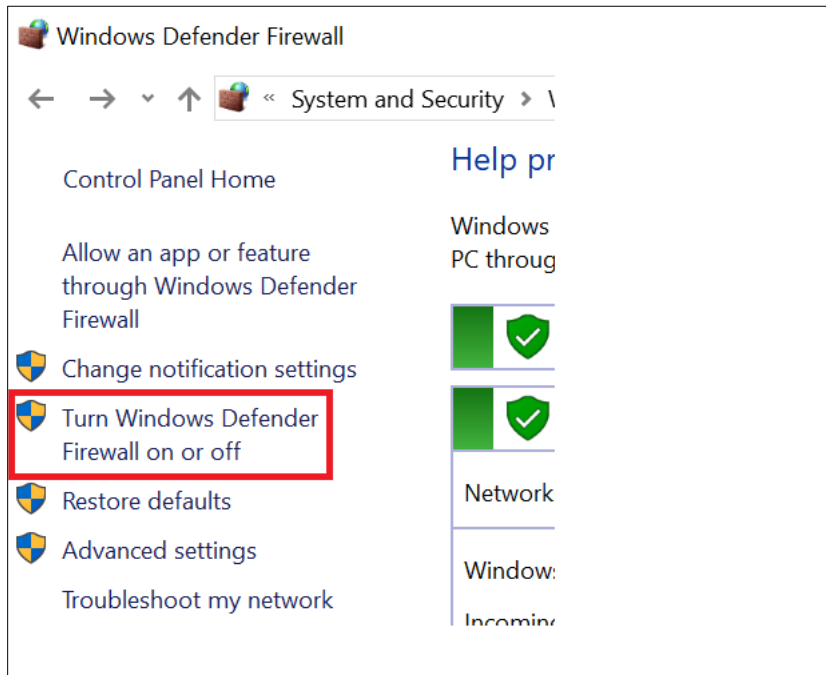 Windows Defender Firewall
« System and Security >
Control Panel Home
Allow an app or feature
through Windows Defender
Firewall
Change notification settings
Turn Windows Defender
Firewall on or off
Restore defaults
Advanced settings
Troubleshoot my network
Help pr
Windows
PC throug
Network
Window